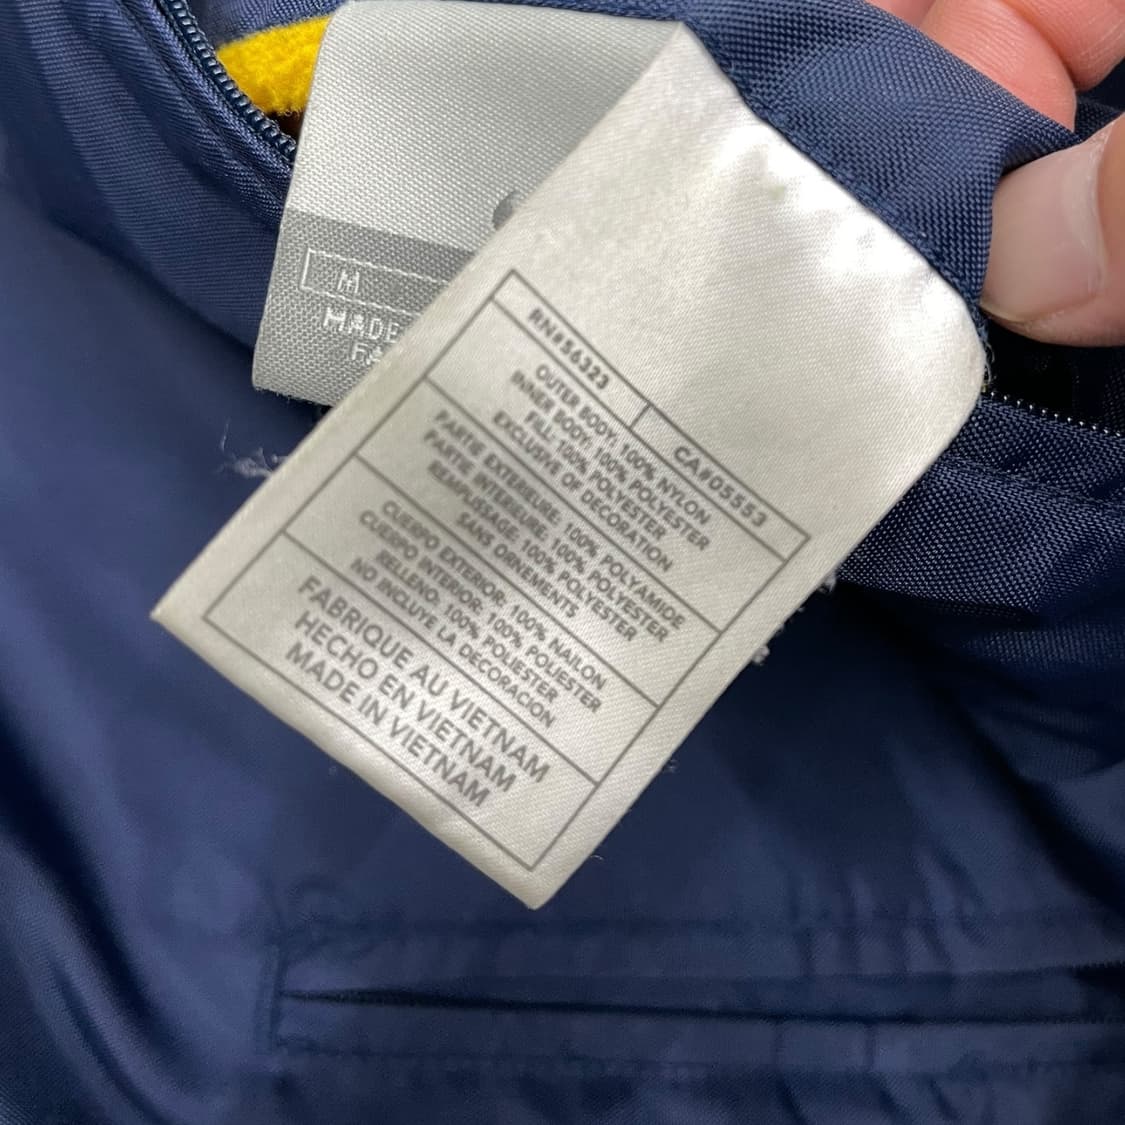 M
MADE
RN#56323
CA#05553
OUTER BODY: 100% NYLON
INNER BODY: 100% POLYESTER
FILL: 100% POLYESTER
EXCLUSIVE OF DECORATION
PARTIE EXTERIEURE: 100% POLYAMIDE
PARTIE INTERIEURE: 100% POLYESTER
REMPLISSAGE: 100% POLYESTER
SANS ORNEMENTS
CUERPO EXTERIOR: 100% NAILON
CUERPO INTERIOR: 100% POLIESTER
RELLENO: 100% POLIESTER
NO INCLUYE LA DECORACION
FABRIQUE AU VIETNAM
HECHO EN VIETNAM
MADE IN VIETNAM